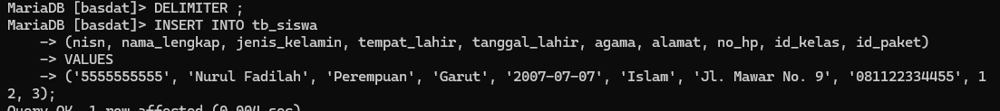 MariaDB [basdat]> DELIMITER ;
MariaDB [basdat]> INSERT INTO tb_siswa
    -> (nisn, nama_lengkap, jenis_kelamin, tempat_lahir, tanggal_lahir, agama, alamat, no_hp, id_kelas, id_paket)
    -> VALUES
    -> ('5555555555', 'Nurul Fadilah', 'Perempuan', 'Garut', '2007-07-07', 'Islam', 'Jl. Mawar No. 9', '081122334455', 1
2, 3);
Query OK, 1 row affected (0.004 sec)